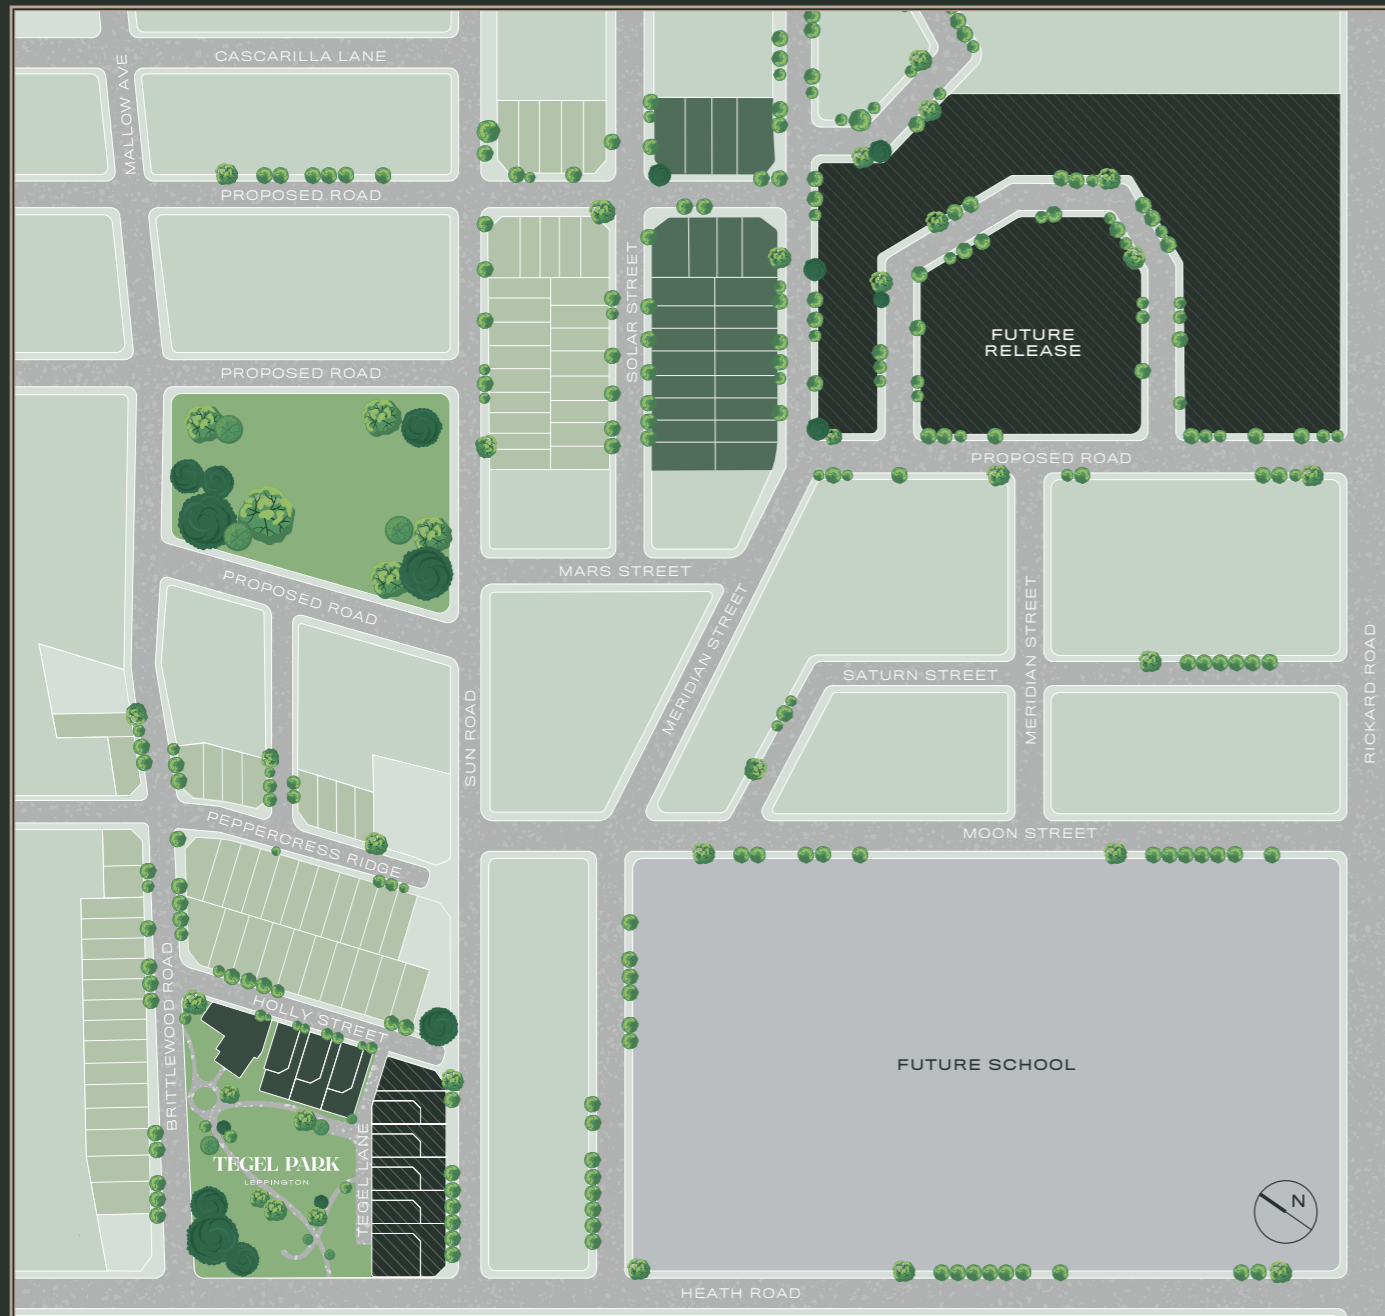 CASCARILLA LANE
MALLOW AVE
PROPOSED ROAD
SOLAR STREET
FUTURE
RELEASE
PROPOSED ROAD
PROPOSED ROAD
MARS STREET
PROPOSED ROAD
MERIDIAN STREET
MERIDIAN STREET
SATURN STREET
RICKARD ROAD
SUN ROAD
PEPPERCRESS RIDGE
MOON STREET
BRITTLEWOOD ROAD
HOLLY STREET
FUTURE SCHOOL
TEGEL LANE
TEGEL PARK
LEPPINGTON
N
HEATH ROAD